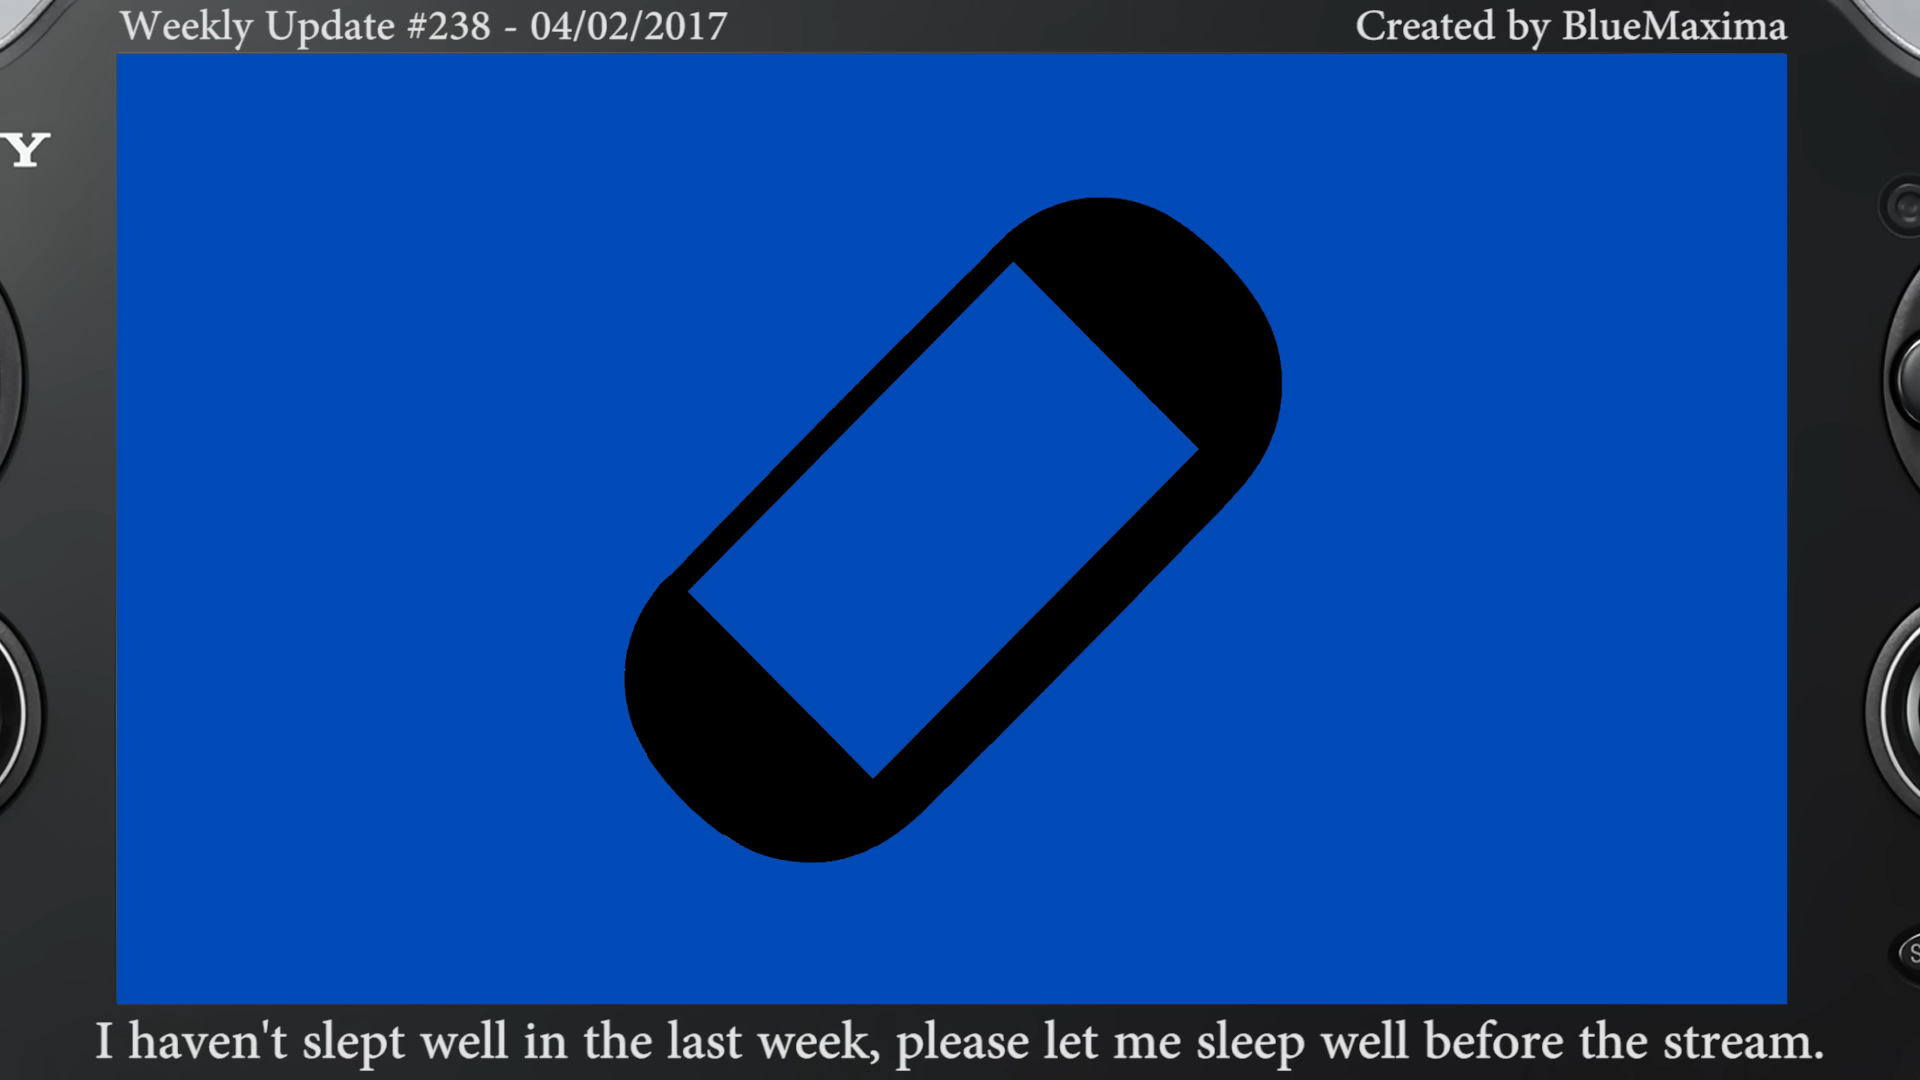 Weekly Update #238 - 04/02/2017
Created by BlueMaxima
Y
S
I haven't slept well in the last week, please let me sleep well before the stream.